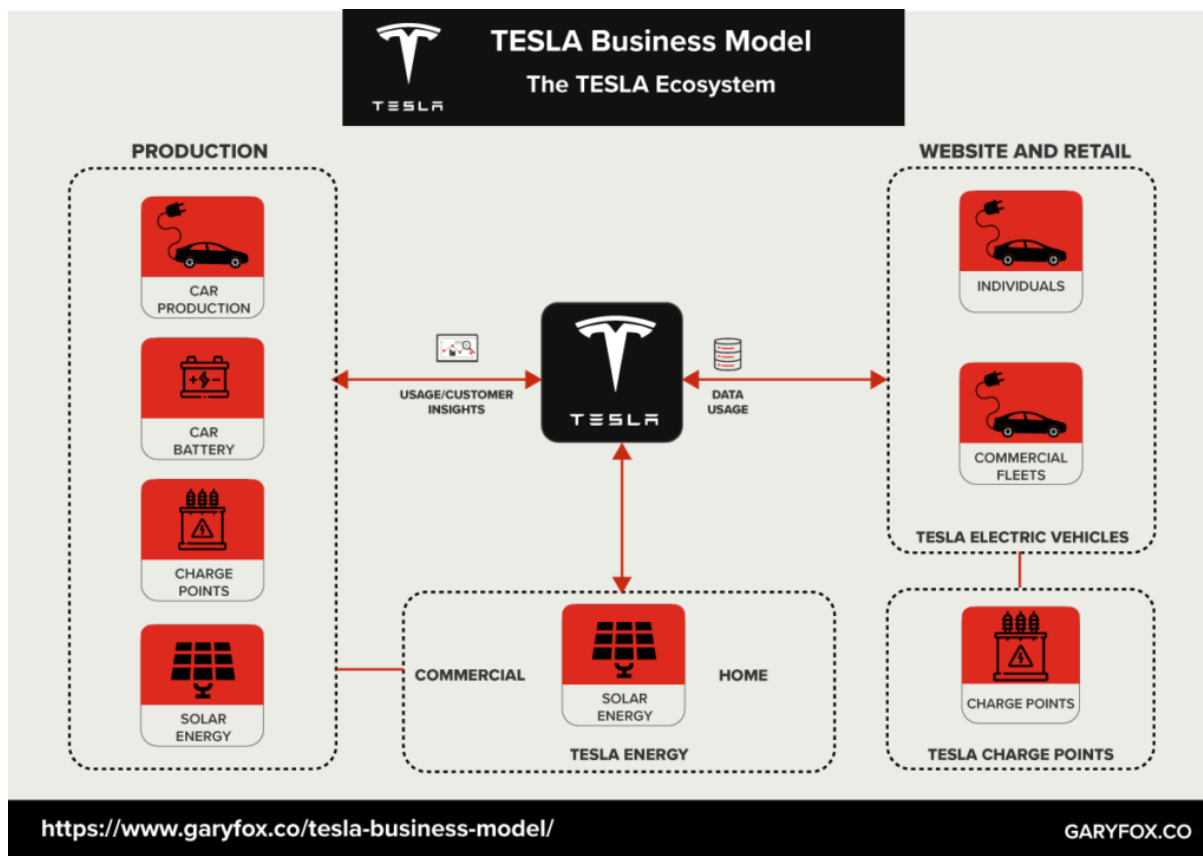 TESLA
TESLA Business Model
The TESLA Ecosystem
PRODUCTION
CAR
PRODUCTION
CAR
BATTERY
CHARGE
POINTS
SOLAR
ENERGY
USAGE/CUSTOMER
INSIGHTS
TESLA
DATA
USAGE
WEBSITE AND RETAIL
INDIVIDUALS
COMMERCIAL
FLEETS
TESLA ELECTRIC VEHICLES
COMMERCIAL
SOLAR
ENERGY
HOME
TESLA ENERGY
CHARGE POINTS
TESLA CHARGE POINTS
https://www.garyfox.co/tesla-business-model/
GARYFOX.CO